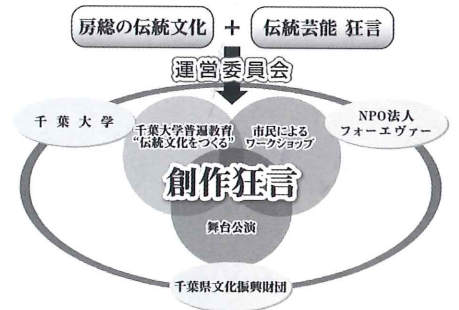 房総の伝統文化 + 伝統芸能 狂言
運営委員会
千葉大学
千葉大学普遍教育
“伝統文化をつくる”
市民による
ワークショップ
NPO法人
フォーエヴァー
創作狂言
舞台公演
千葉県文化振興財団